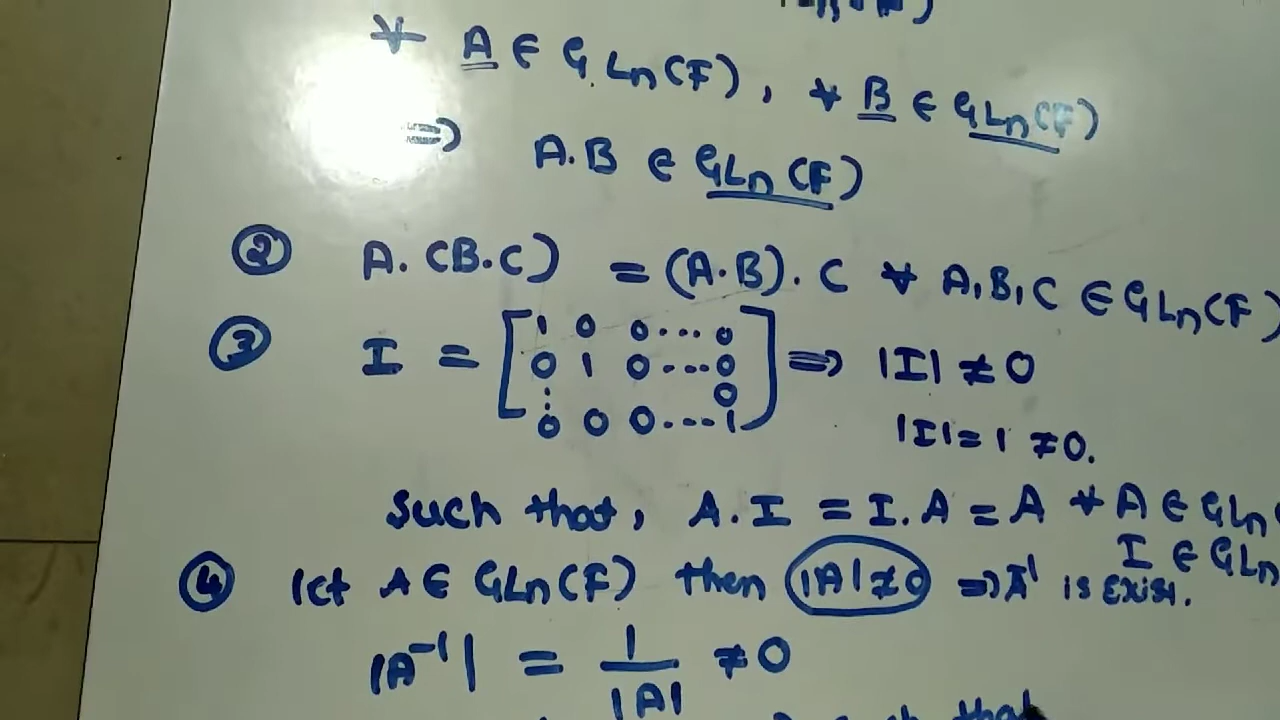 ∀ A ∈ GLn(F), ∀ B ∈ GLn(F)
⇒ A.B ∈ GLn(F)
② A.(B.C) = (A.B).C ∀ A,B,C ∈ GLn(F)
③ I = [1 0 0...0
0 1 0...0
⋮ 0
0 0 0...1] ⇒ |I| ≠ 0
|I| = 1 ≠ 0.
Such that, A.I = I.A = A ∀ A ∈ GLn(
I ∈ GLn
④ let A ∈ GLn(F) then |A| ≠ 0 ⇒ A⁻¹ is exist.
|A⁻¹| = 1/|A| ≠ 0
that